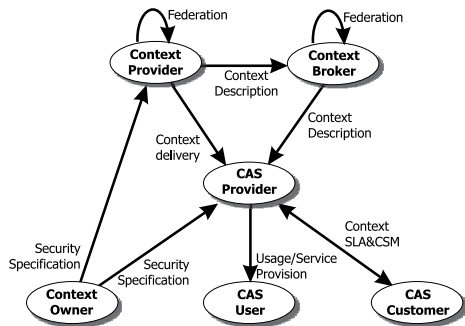 Federation
Federation
Context
Provider
Context
Broker
Context
Description
Context
delivery
Context
Description
CAS
Provider
Security
Specification
Security
Specification
Usage/Service
Provision
Context
SLA&CSM
Context
Owner
CAS
User
CAS
Customer